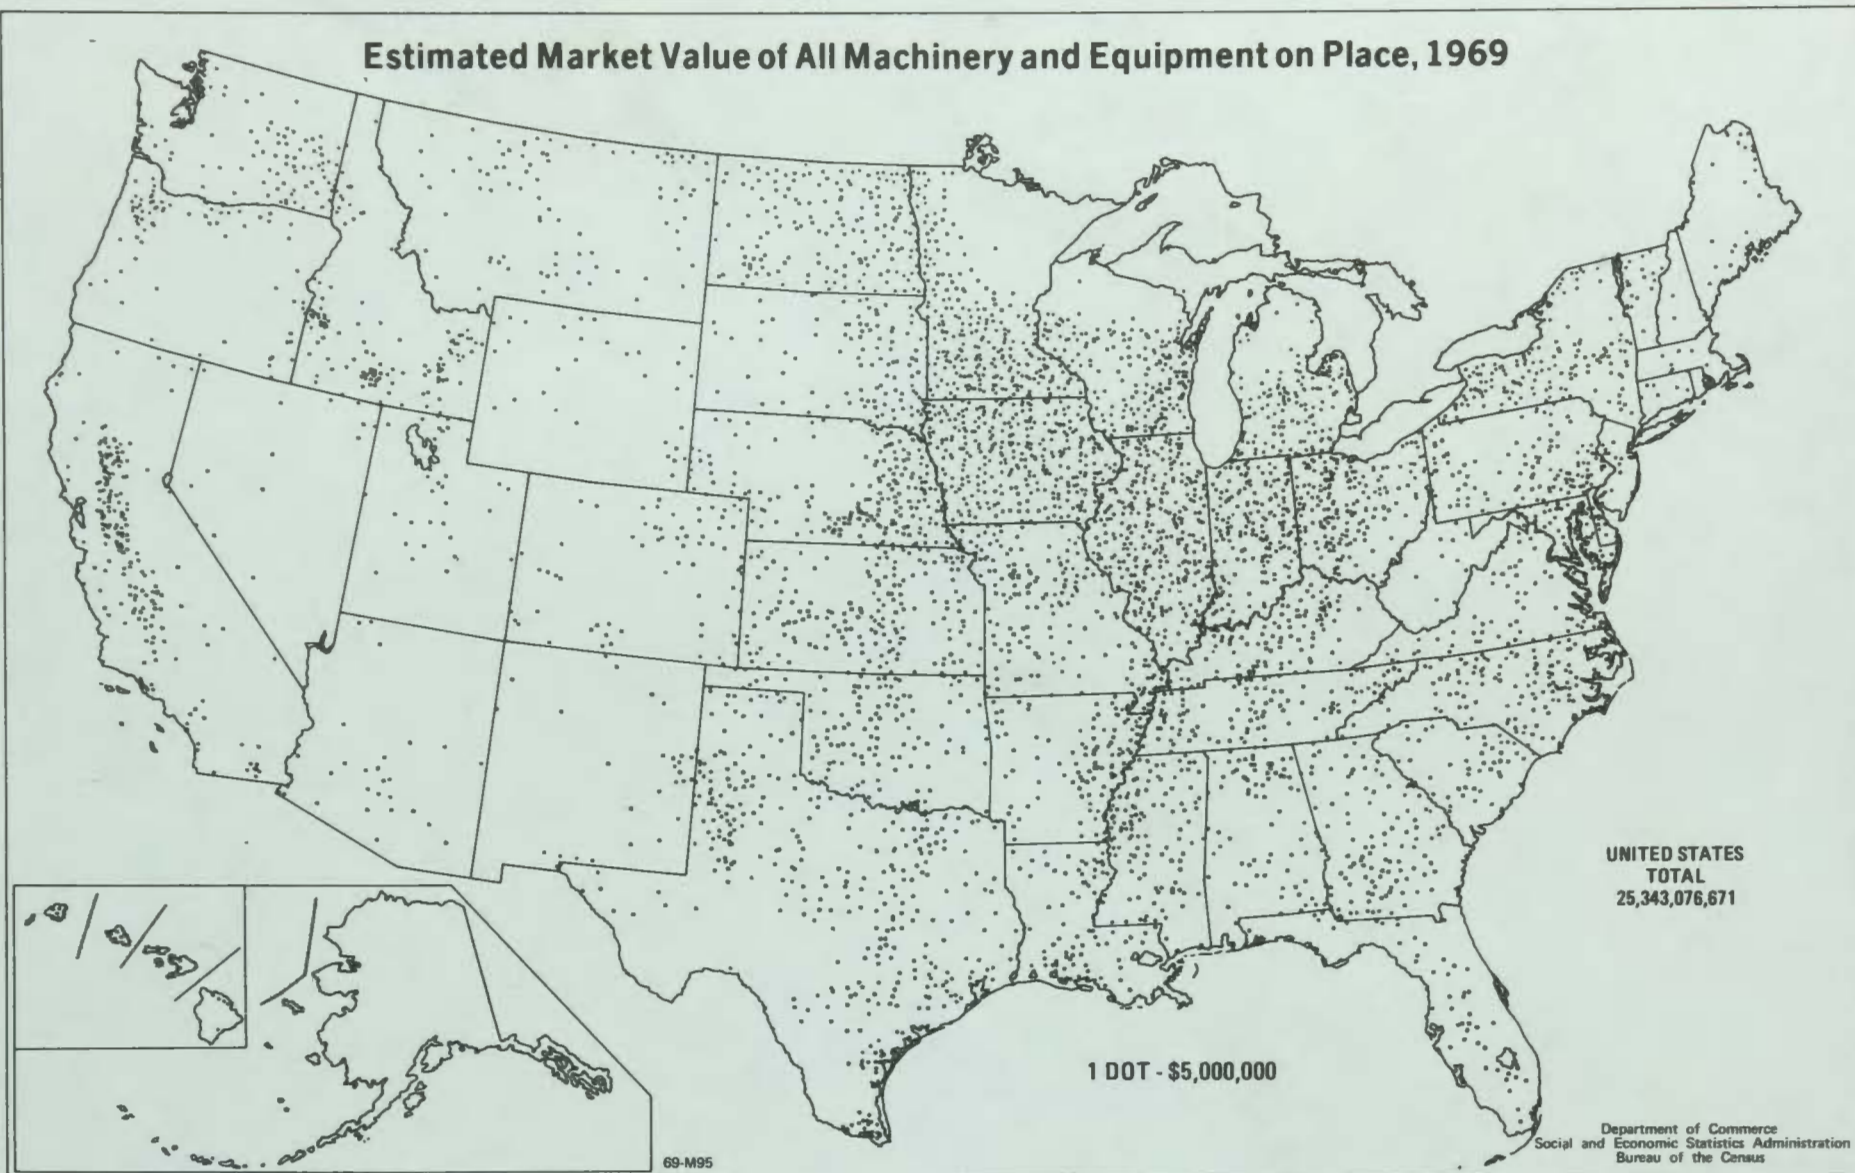 Estimated Market Value of All Machinery and Equipment on Place, 1969
UNITED STATES
TOTAL
25,343,076,671
1 DOT - $5,000,000
Department of Commerce
Social and Economic Statistics Administration
Bureau of the Census
69-M95